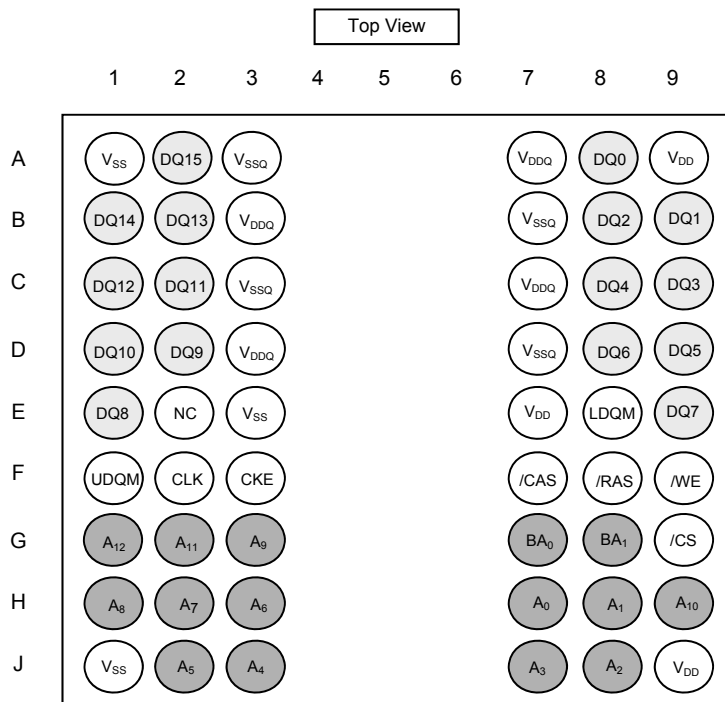 Top View
1 2 3 4 5 6 7 8 9
A VSS DQ15 VSSQ VDDQ DQ0 VDD
B DQ14 DQ13 VDDQ VSSQ DQ2 DQ1
C DQ12 DQ11 VSSQ VDDQ DQ4 DQ3
D DQ10 DQ9 VDDQ VSSQ DQ6 DQ5
E DQ8 NC VSS VDD LDQM DQ7
F UDQM CLK CKE /CAS /RAS /WE
G A12 A11 A9 BA0 BA1 /CS
H A8 A7 A6 A0 A1 A10
J VSS A5 A4 A3 A2 VDD